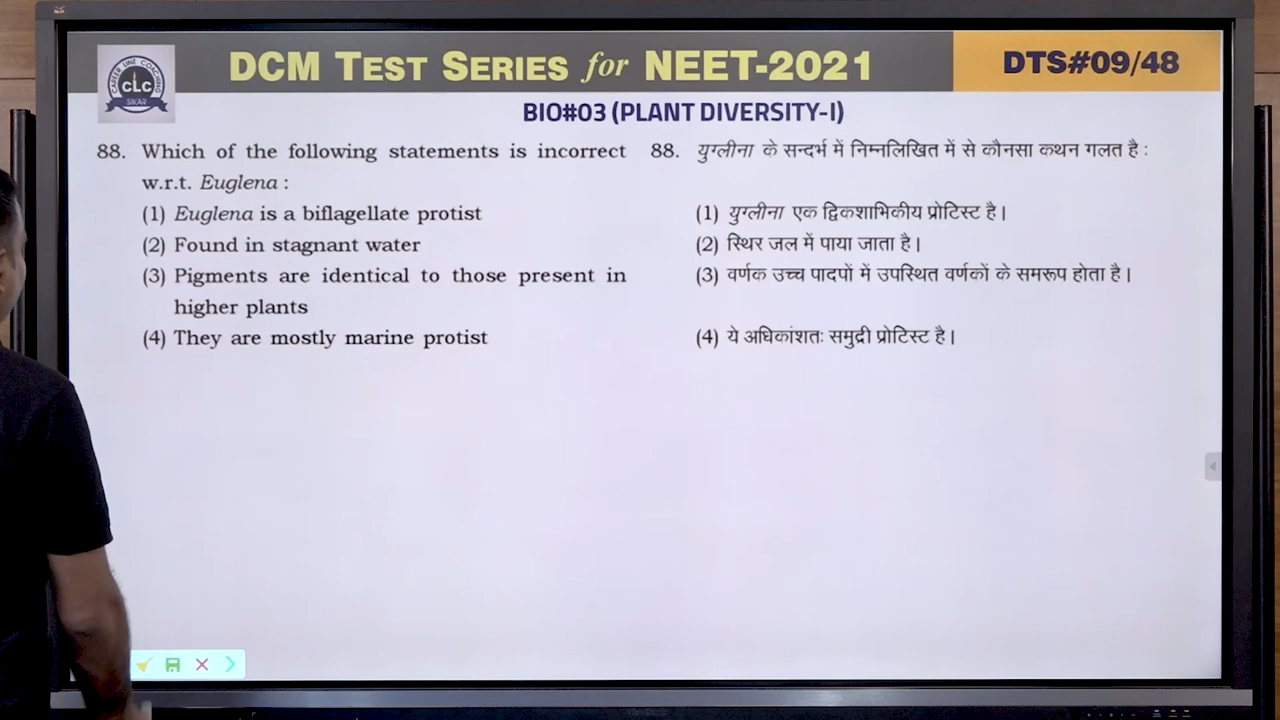 DCM TEST SERIES for NEET-2021
DTS#09/48
CAREER LINE COACHING
CLC
SIKAR
BIO#03 (PLANT DIVERSITY-I)
88. Which of the following statements is incorrect
w.r.t. Euglena :
(1) Euglena is a biflagellate protist
(2) Found in stagnant water
(3) Pigments are identical to those present in
higher plants
(4) They are mostly marine protist
88. युग्लीना के सन्दर्भ में निम्नलिखित में से कौनसा कथन गलत है :
(1) युग्लीना एक द्विकशाभिकीय प्रोटिस्ट है।
(2) स्थिर जल में पाया जाता है।
(3) वर्णक उच्च पादपों में उपस्थित वर्णकों के समरूप होता है।
(4) ये अधिकांशतः समुद्री प्रोटिस्ट है।